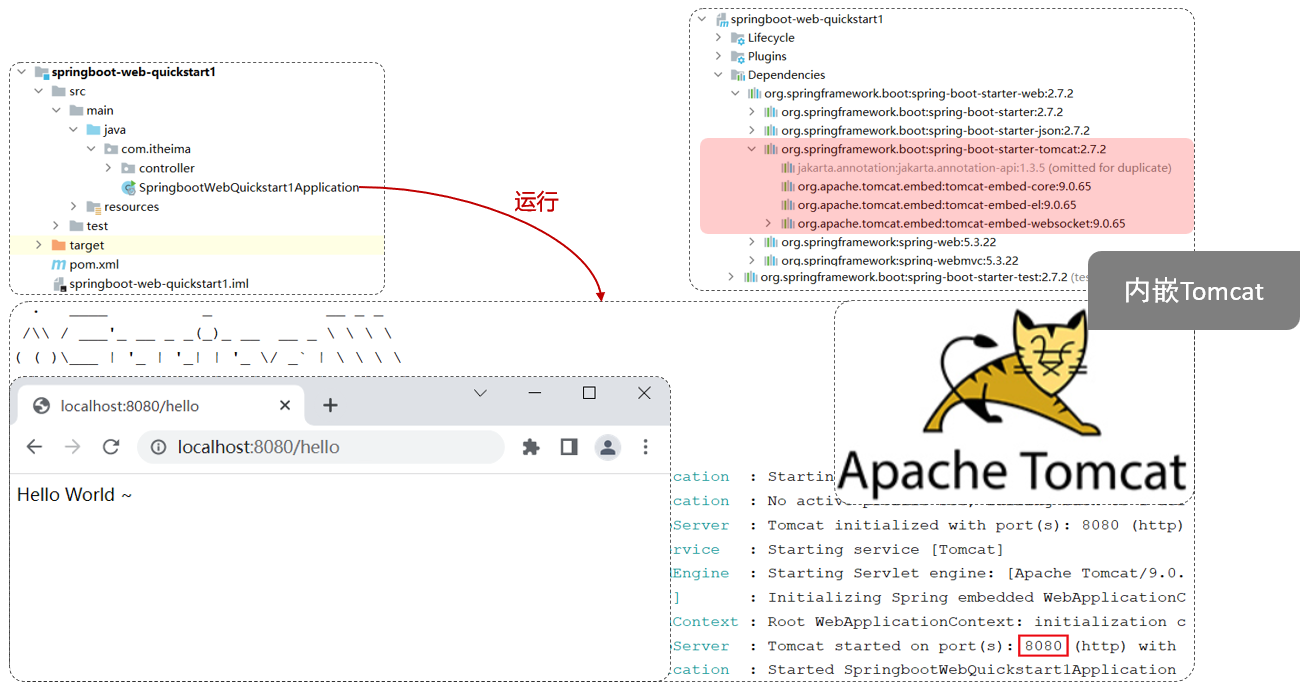 springboot-web-quickstart1
src
main
java
com.itheima
controller
SpringbootWebQuickstart1Application
resources
test
target
pom.xml
springboot-web-quickstart1.iml
运行
springboot-web-quickstart1
Lifecycle
Plugins
Dependencies
org.springframework.boot:spring-boot-starter-web:2.7.2
org.springframework.boot:spring-boot-starter:2.7.2
org.springframework.boot:spring-boot-starter-json:2.7.2
org.springframework.boot:spring-boot-starter-tomcat:2.7.2
jakarta.annotation:jakarta.annotation-api:1.3.5 (omitted for duplicate)
org.apache.tomcat.embed:tomcat-embed-core:9.0.65
org.apache.tomcat.embed:tomcat-embed-el:9.0.65
org.apache.tomcat.embed:tomcat-embed-websocket:9.0.65
org.springframework:spring-web:5.3.22
org.springframework:spring-webmvc:5.3.22
org.springframework.boot:spring-boot-starter-test:2.7.2 (tes
内嵌Tomcat
Apache Tomcat
localhost:8080/hello
localhost:8080/hello
Hello World ~
cation : Startin
cation : No activ
Server : Tomcat initialized with port(s): 8080 (http)
rvice : Starting service [Tomcat]
Engine : Starting Servlet engine: [Apache Tomcat/9.0.
] : Initializing Spring embedded WebApplicationC
Context : Root WebApplicationContext: initialization c
Server : Tomcat started on port(s): 8080 (http) with
cation : Started SpringbootWebQuickstart1Application